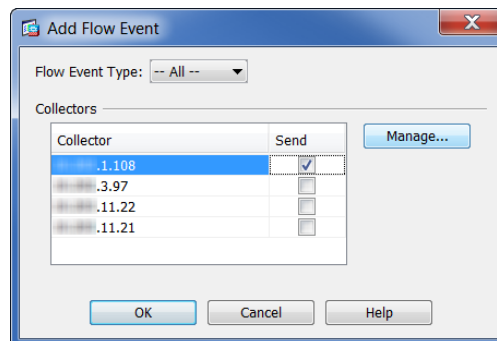 Add Flow Event
Flow Event Type: -- All --
Collectors
Collector Send
.1.108
.3.97
.11.22
.11.21
Manage...
OK Cancel Help